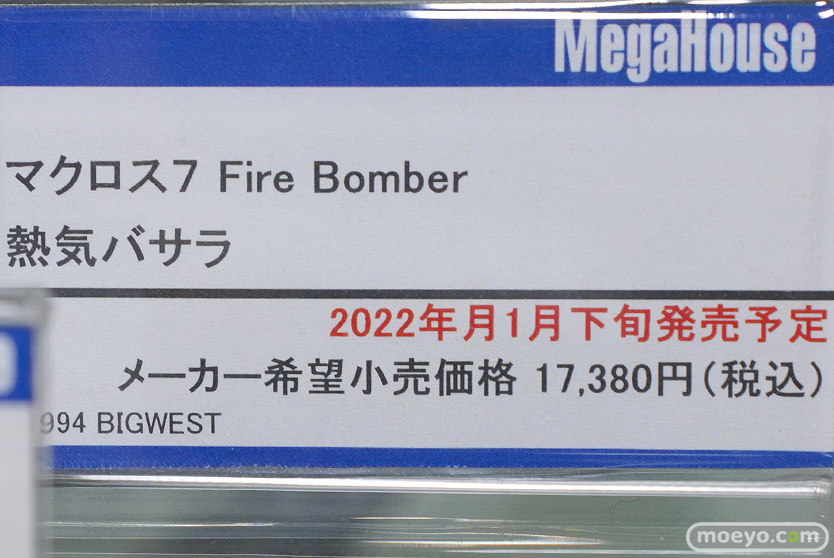 MegaHouse
マクロス7 Fire Bomber
熱気バサラ
2022年月1月下旬発売予定
メーカー希望小売価格 17,380円(税込)
994 BIGWEST
moeyo.com